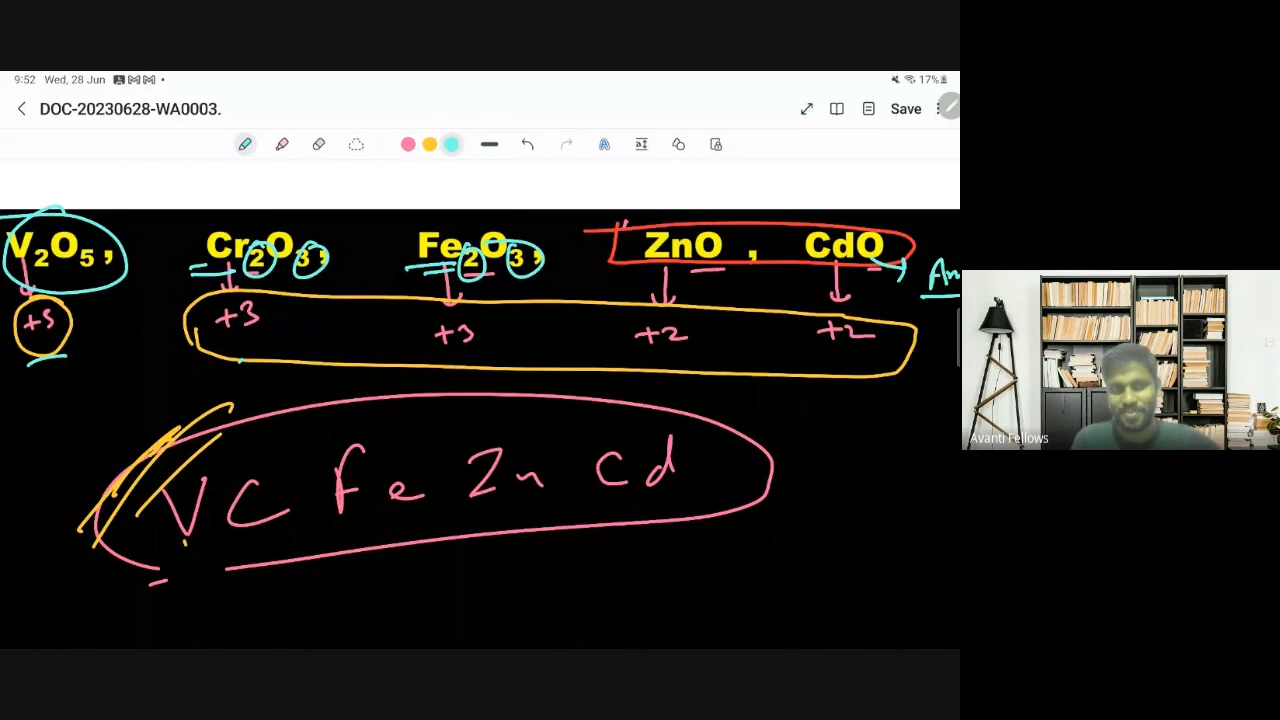 9:52 Wed, 28 Jun
17%
DOC-20230628-WA0003.
Save
V₂O₅, Cr₂O₃, Fe₂O₃, ZnO , CdO
An
+5 +3 +3 +2 +2
V C Fe Zn Cd
Avanti Fellows